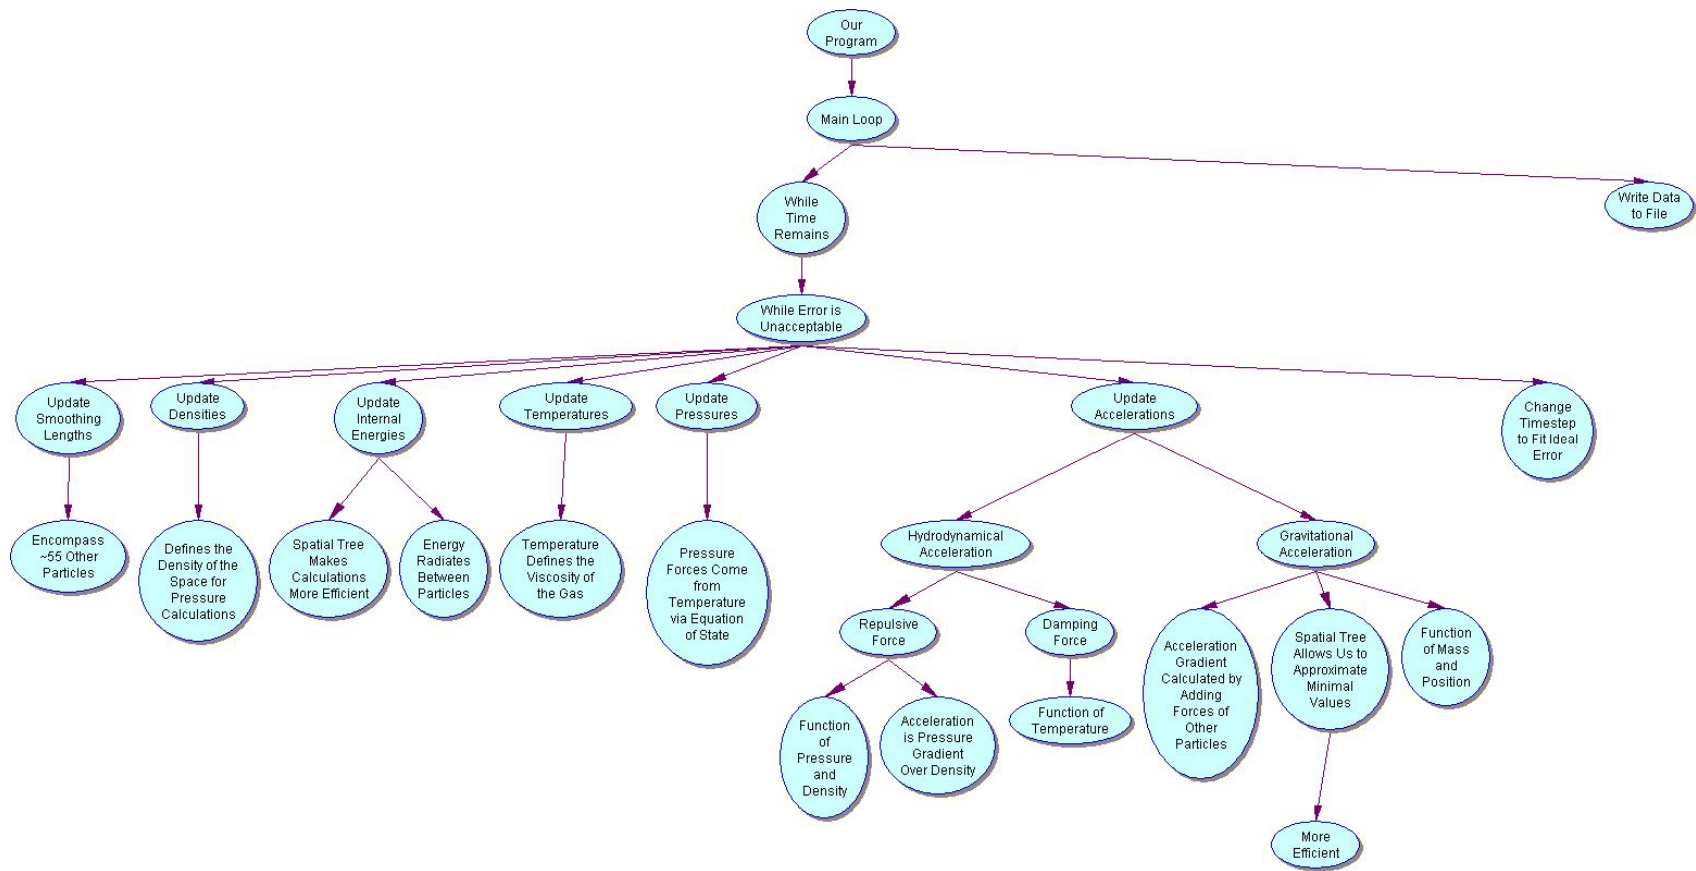 Our
Program
Main Loop
While
Time
Remains
Write Data
to File
While Error is
Unacceptable
Update
Smoothing
Lengths
Update
Densities
Update
Internal
Energies
Update
Temperatures
Update
Pressures
Update
Accelerations
Change
Timestep
to Fit Ideal
Error
Encompass
~55 Other
Particles
Defines the
Density of the
Space for
Pressure
Calculations
Spatial Tree
Makes
Calculations
More Efficient
Energy
Radiates
Between
Particles
Temperature
Defines the
Viscosity of
the Gas
Pressure
Forces Come
from
Temperature
via Equation
of State
Hydrodynamical
Acceleration
Gravitational
Acceleration
Repulsive
Force
Damping
Force
Acceleration
Gradient
Calculated by
Adding
Forces of
Other
Particles
Spatial Tree
Allows Us to
Approximate
Minimal
Values
Function
of Mass
and
Position
Function
of
Pressure
and
Density
Acceleration
is Pressure
Gradient
Over Density
Function of
Temperature
More
Efficient